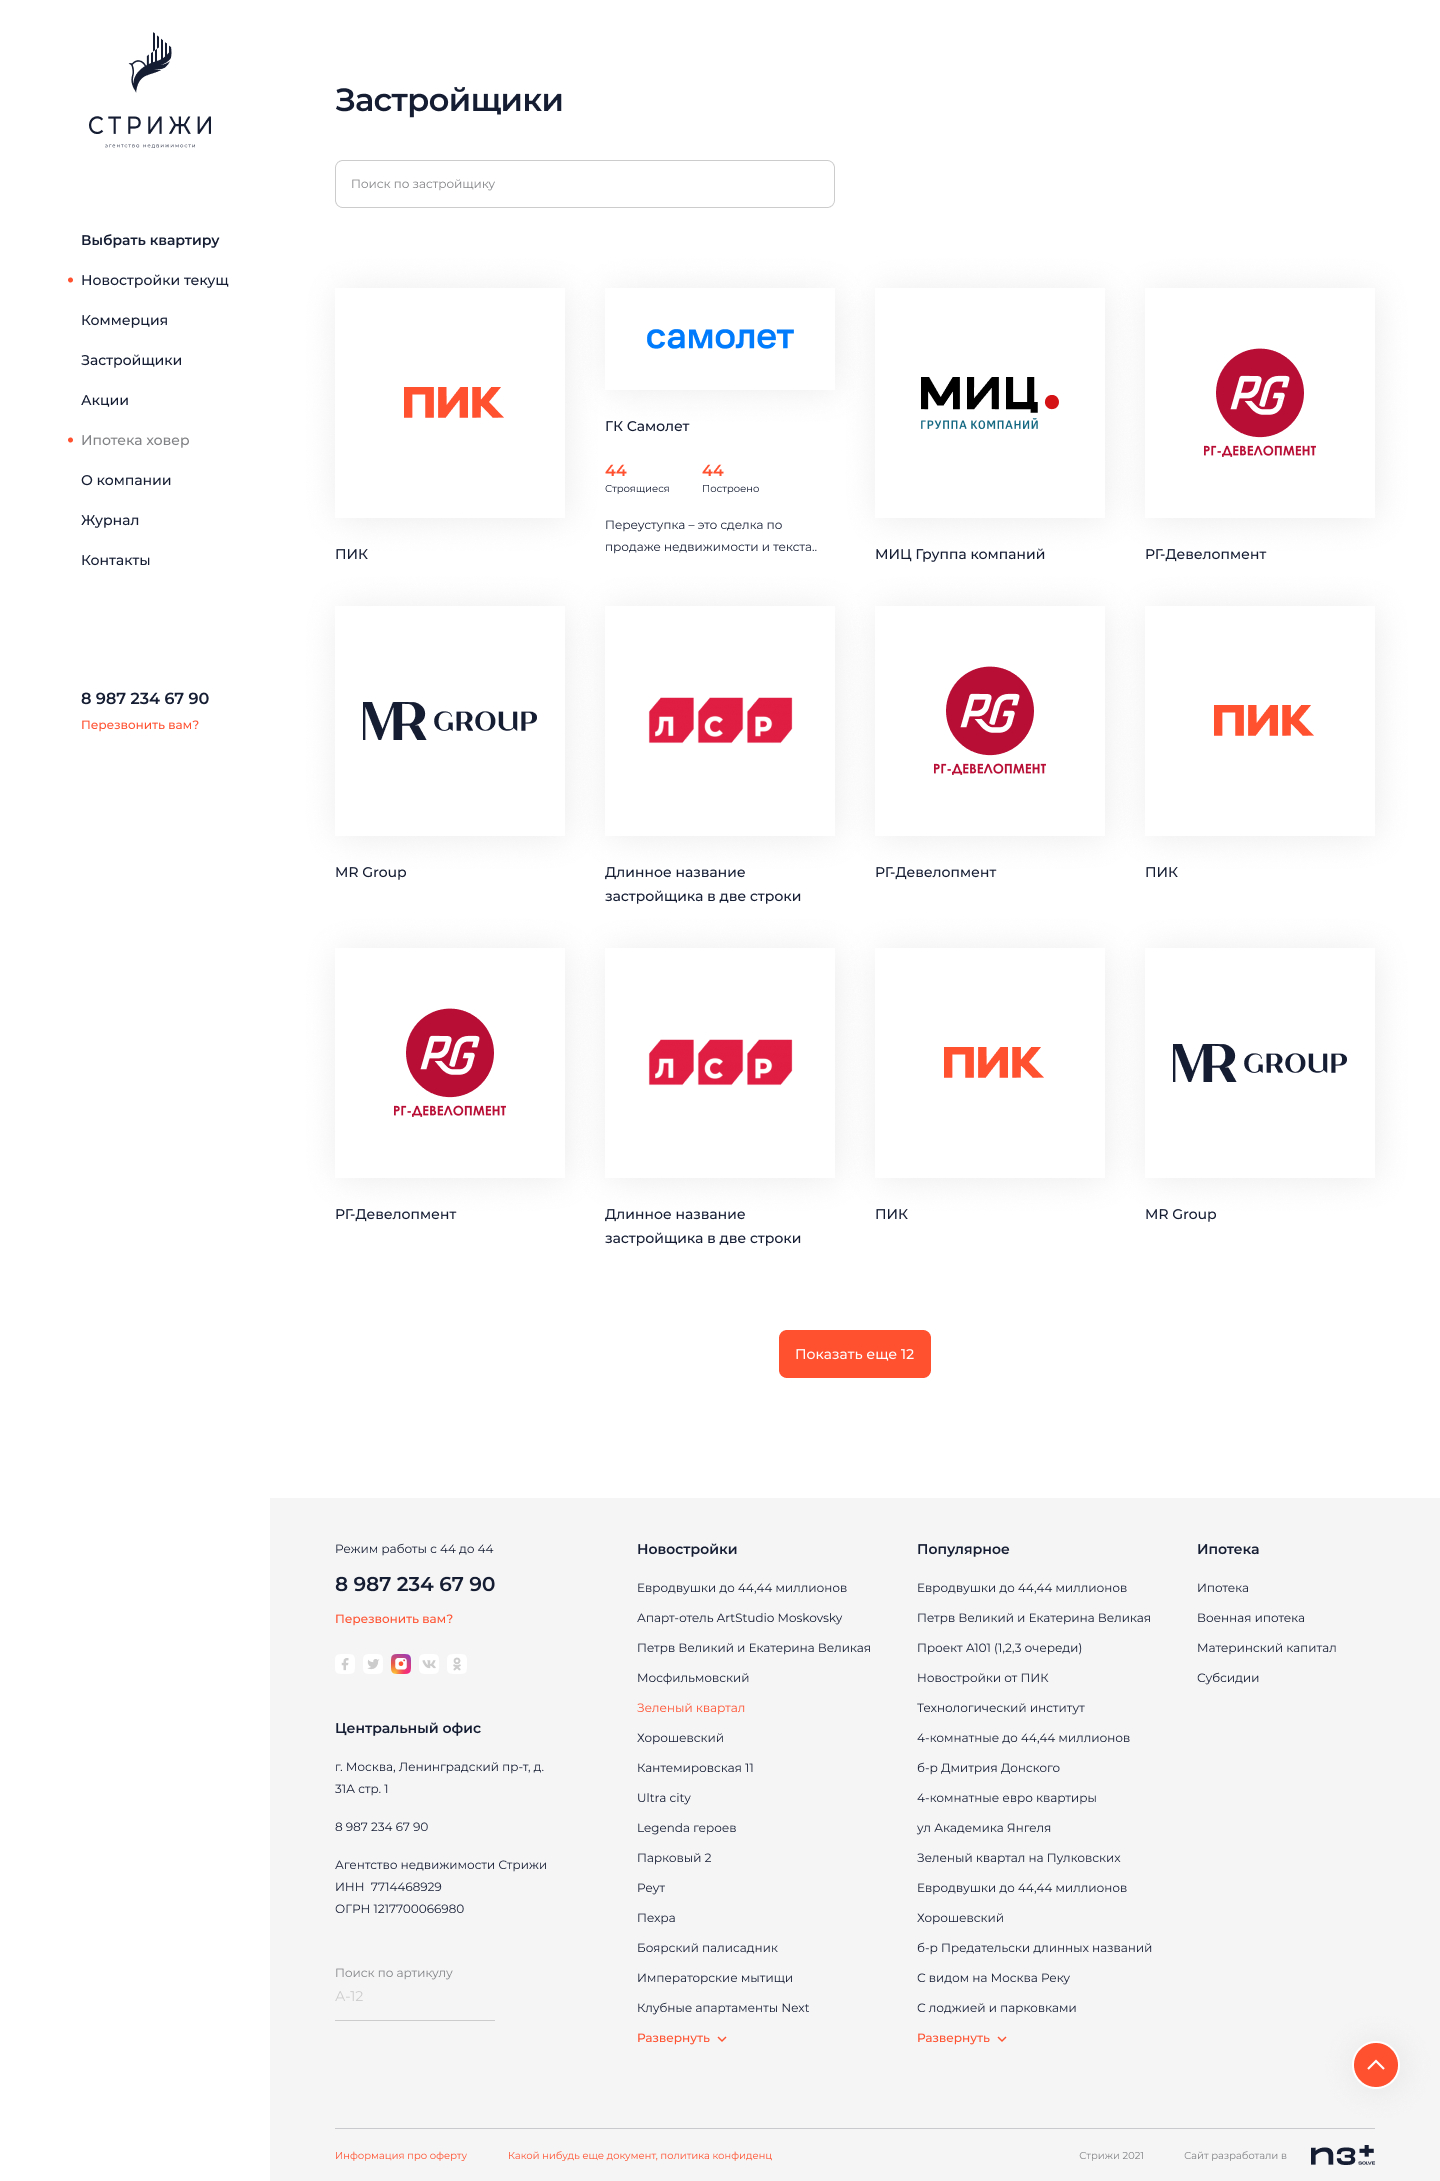 СТРИЖИ
агентство недвижимости
Выбрать квартиру
Новостройки текущ
Коммерция
Застройщики
Акции
Ипотека ховер
О компании
Журнал
Контакты
8 987 234 67 90
Перезвонить вам?
Застройщики
Поиск по застройщику
ПИК
ПИК
самолет
ГК Самолет
44
Строящиеся
44
Построено
Переуступка – это сделка по
продаже недвижимости и текста..
МИЦ
ГРУППА КОМПАНИЙ
МИЦ Группа компаний
РG
РГ-ДЕВЕЛОПМЕНТ
РГ-Девелопмент
MR GROUP
MR Group
ЛСР
Длинное название
застройщика в две строки
РG
РГ-ДЕВЕЛОПМЕНТ
РГ-Девелопмент
ПИК
ПИК
РG
РГ-ДЕВЕЛОПМЕНТ
РГ-Девелопмент
ЛСР
Длинное название
застройщика в две строки
ПИК
ПИК
MR GROUP
MR Group
Показать еще 12
Режим работы с 44 до 44
8 987 234 67 90
Перезвонить вам?
Центральный офис
г. Москва, Ленинградский пр-т, д.
31А стр. 1
8 987 234 67 90
Агентство недвижимости Стрижи
ИНН 7714468929
ОГРН 1217700066980
Поиск по артикулу
А-12
Новостройки
Евродвушки до 44,44 миллионов
Апарт-отель ArtStudio Moskovsky
Петрв Великий и Екатерина Великая
Мосфильмовский
Зеленый квартал
Хорошевский
Кантемировская 11
Ultra city
Legenda героев
Парковый 2
Реут
Пехра
Боярский палисадник
Императорские мытищи
Клубные апартаменты Next
Развернуть
Популярное
Евродвушки до 44,44 миллионов
Петрв Великий и Екатерина Великая
Проект А101 (1,2,3 очереди)
Новостройки от ПИК
Технологический институт
4-комнатные до 44,44 миллионов
б-р Дмитрия Донского
4-комнатные евро квартиры
ул Академика Янгеля
Зеленый квартал на Пулковских
Евродвушки до 44,44 миллионов
Хорошевский
б-р Предательски длинных названий
С видом на Москва Реку
С лоджией и парковками
Развернуть
Ипотека
Ипотека
Военная ипотека
Материнский капитал
Субсидии
Информация про оферту
Какой нибудь еще документ, политика конфиденц
Стрижи 2021
Сайт разработали в
n3+
SOLVE